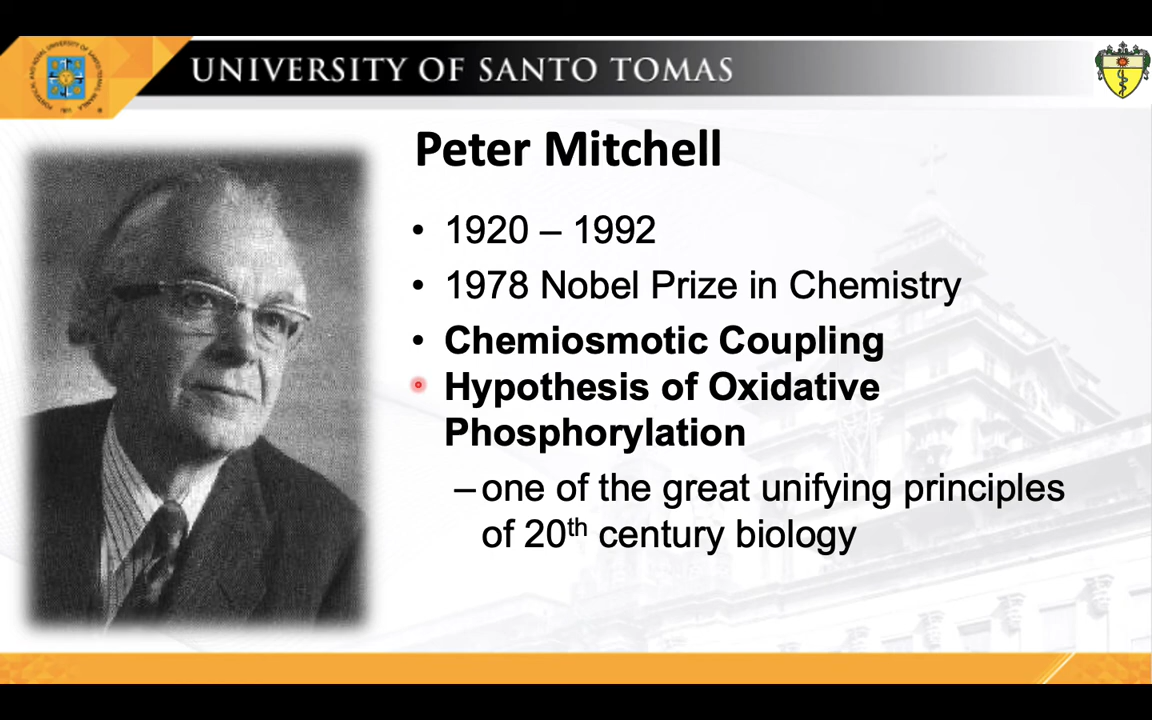 UNIVERSITY OF SANTO TOMAS
Peter Mitchell
• 1920 – 1992
• 1978 Nobel Prize in Chemistry
• Chemiosmotic Coupling
Hypothesis of Oxidative
Phosphorylation
–one of the great unifying principles
of 20th century biology